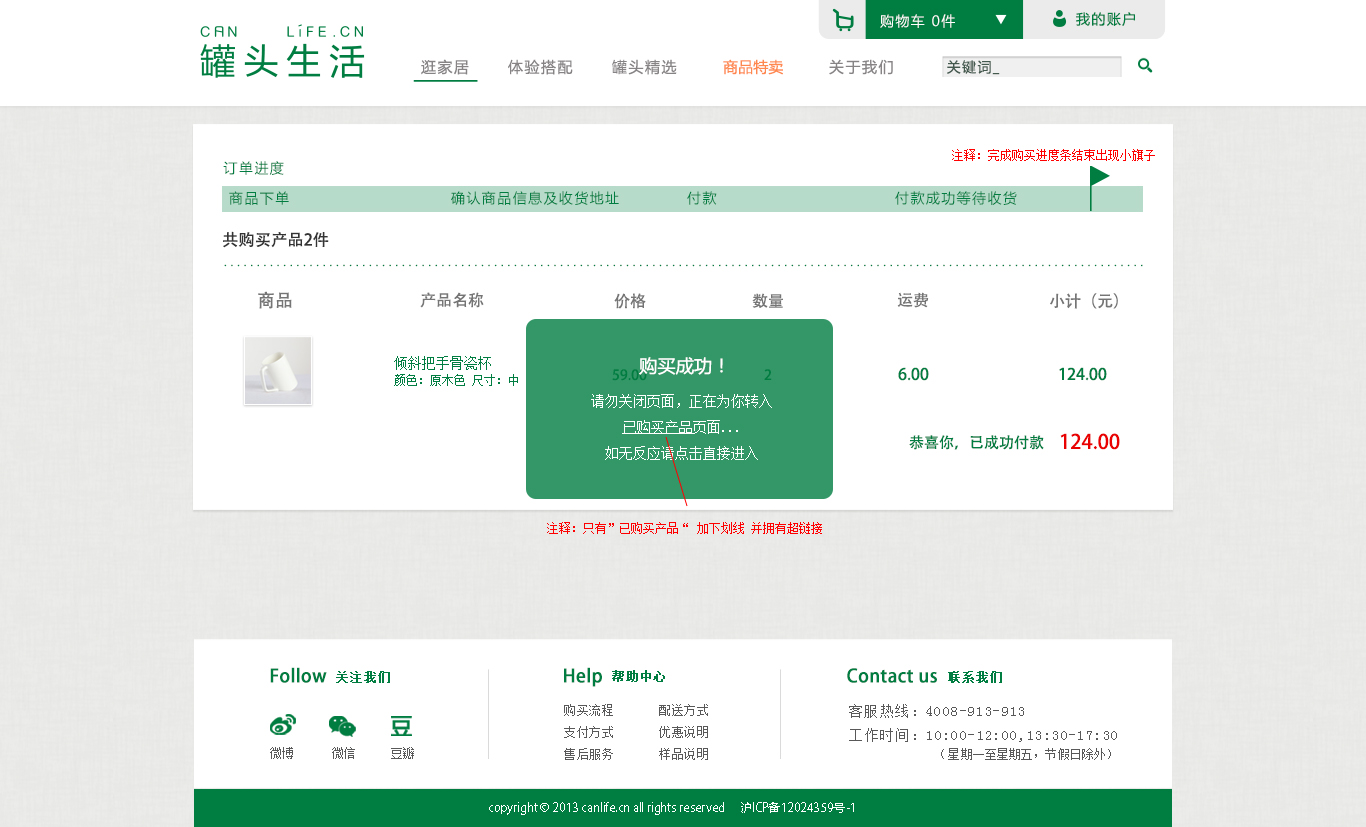 CAN LiFE.CN
罐头生活
购物车 0件
我的账户
逛家居
体验搭配
罐头精选
商品特卖
关于我们
关键词_
注释：完成购买进度条结束出现小旗子
订单进度
商品下单
确认商品信息及收货地址
付款
付款成功等待收货
共购买产品2件
商品
产品名称
价格
数量
运费
小计（元）
倾斜把手骨瓷杯
颜色：原木色 尺寸：中
59.00
2
6.00
124.00
购买成功！
请勿关闭页面，正在为你转入
已购买产品页面...
如无反应请点击直接进入
恭喜你，已成功付款 124.00
注释：只有”已购买产品“ 加下划线 并拥有超链接
Follow 关注我们
微博
微信
豆
豆瓣
Help 帮助中心
购买流程
配送方式
支付方式
优惠说明
售后服务
样品说明
Contact us 联系我们
客服热线：4008-913-913
工作时间：10:00-12:00,13:30-17:30
（星期一至星期五，节假日除外）
copyright© 2013 canlife.cn all rights reserved 沪ICP备12024359号-1